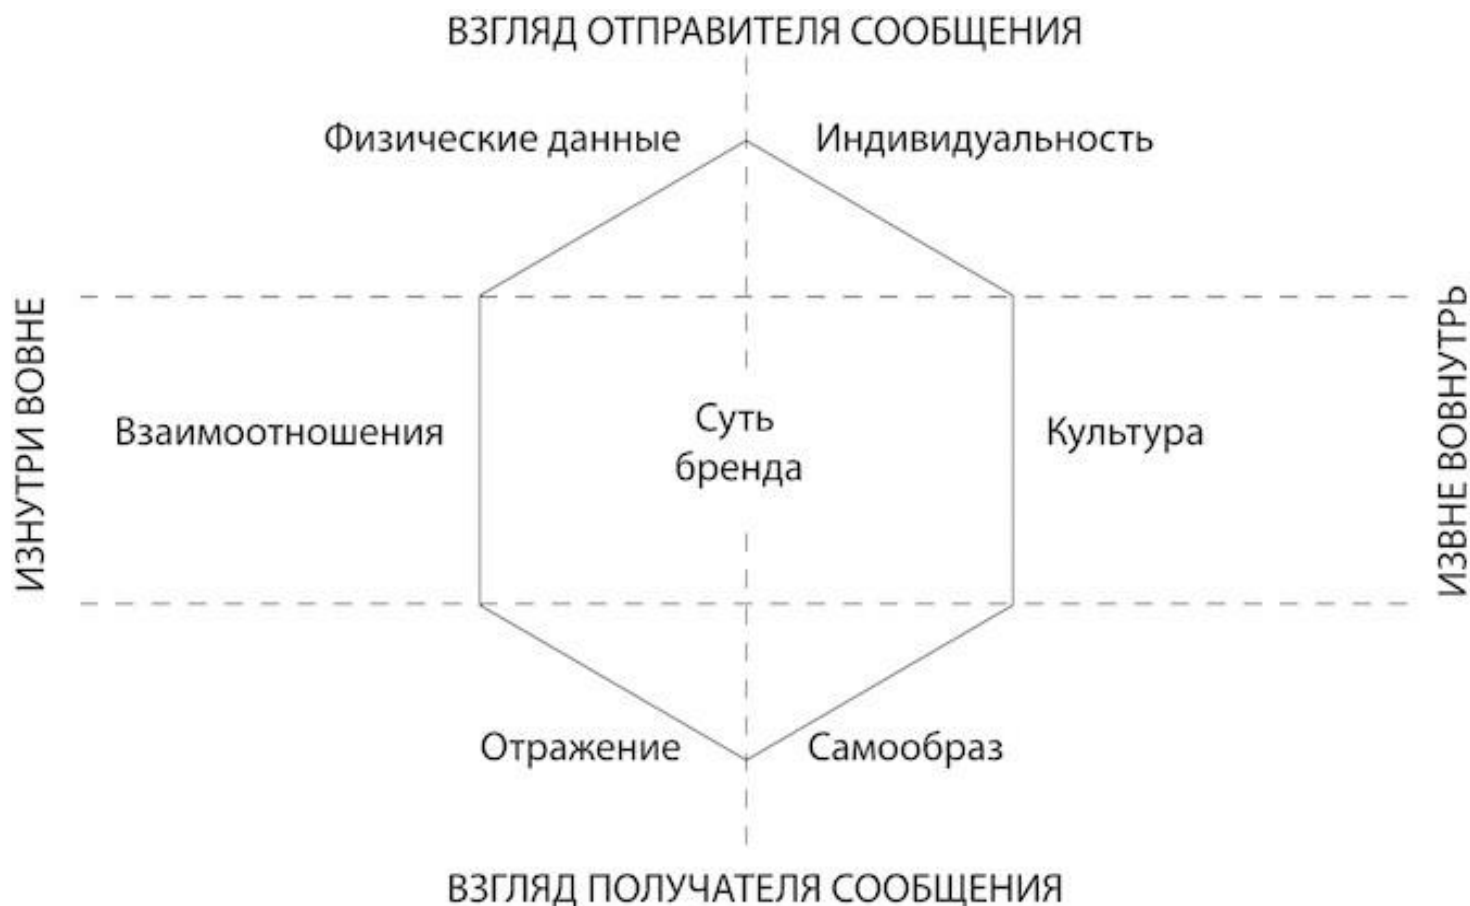 ВЗГЛЯД ОТПРАВИТЕЛЯ СООБЩЕНИЯ
Физические данные
Индивидуальность
ИЗНУТРИ ВОВНЕ
Взаимоотношения
Суть
бренда
Культура
ИЗВНЕ ВОВНУТРЬ
Отражение
Самообраз
ВЗГЛЯД ПОЛУЧАТЕЛЯ СООБЩЕНИЯ